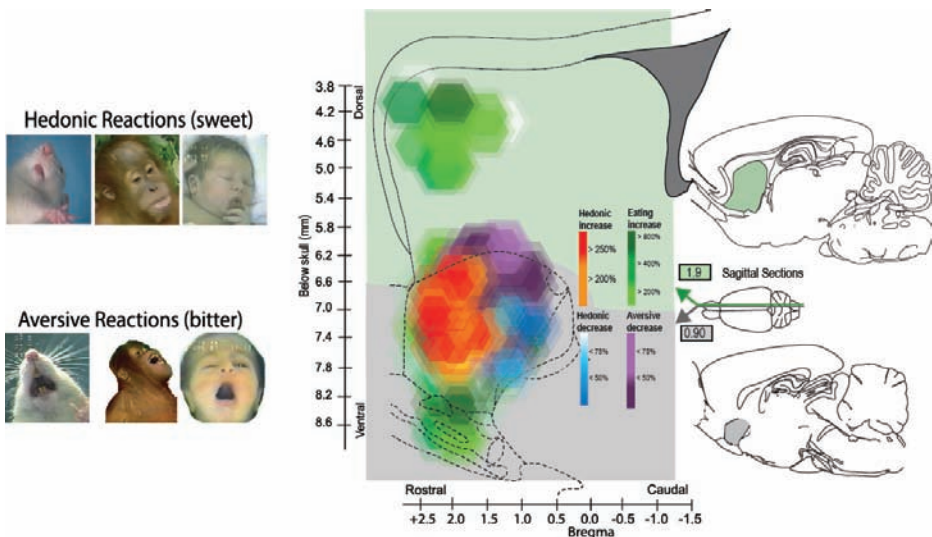 Hedonic Reactions (sweet)
Aversive Reactions (bitter)
Below skull (mm)
Dorsal
Ventral
3.8
4.2
4.6
5.0
5.4
5.8
6.2
6.6
7.0
7.4
7.8
8.2
8.6
Hedonic
increase
> 250%
> 200%
Eating
increase
> 600%
> 400%
> 200%
Hedonic
decrease
< 75%
< 50%
Aversive
decrease
< 75%
< 50%
1.9
Sagittal Sections
0.90
Rostral
Caudal
+2.5 2.0 1.5 1.0 0.5 0.0 -0.5 -1.0 -1.5
Bregma